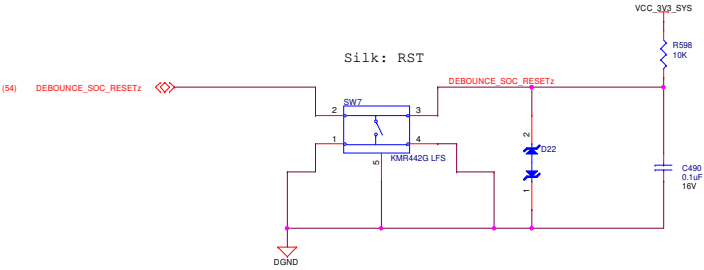 VCC_3V3_SYS
R598
10K
Silk: RST
(54) DEBOUNCE_SOC_RESETz
DEBOUNCE_SOC_RESETz
SW7
2 3
1 4
KMR442G LFS
5
2
D22
1
C490
0.1uF
16V
DGND